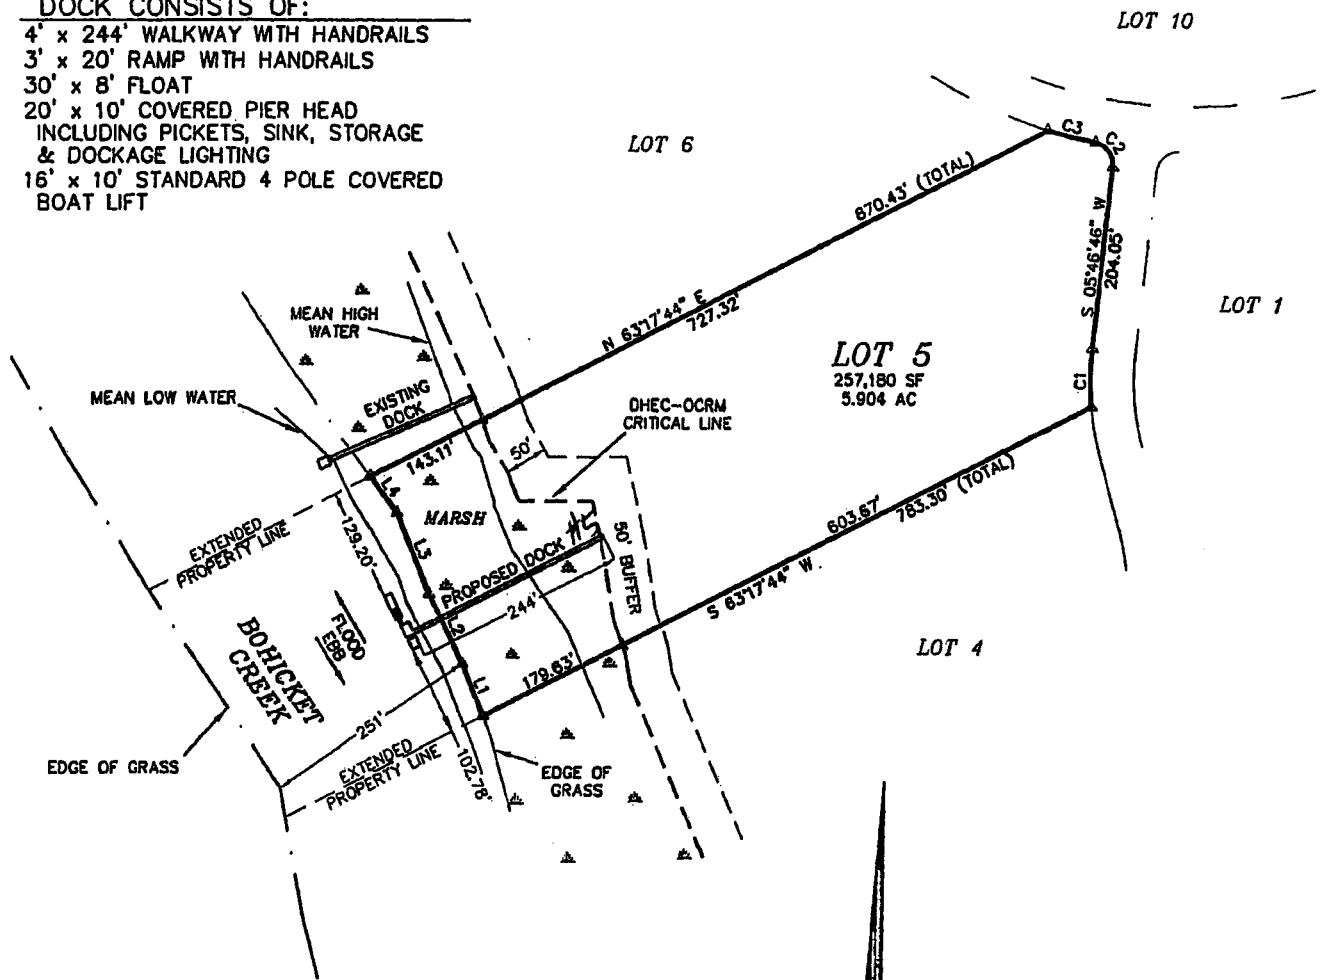 DOCK CONSISTS OF:
4' x 244' WALKWAY WITH HANDRAILS
3' x 20' RAMP WITH HANDRAILS
30' x 8' FLOAT
20' x 10' COVERED PIER HEAD
INCLUDING PICKETS, SINK, STORAGE
& DOCKAGE LIGHTING
16' x 10' STANDARD 4 POLE COVERED
BOAT LIFT
LOT 10
LOT 6
C3
C2
870.43' (TOTAL)
N 63°17'44" E
727.32'
S 05°46'46" W
204.05'
LOT 1
MEAN HIGH
WATER
LOT 5
257,180 SF
5.904 AC
C1
MEAN LOW WATER
EXISTING
DOCK
DHEC-OCRM
CRITICAL LINE
143.11'
50'
L4
MARSH
603.67'
783.30' (TOTAL)
EXTENDED
PROPERTY LINE
129.20'
L3
#5
PROPOSED DOCK
50' BUFFER
S 63°17'44" W
244'
L2
FLOOD
EBB
BOHICKET
CREEK
LOT 4
179.63'
L1
251'
EXTENDED
PROPERTY LINE
102.78'
EDGE OF GRASS
EDGE OF
GRASS